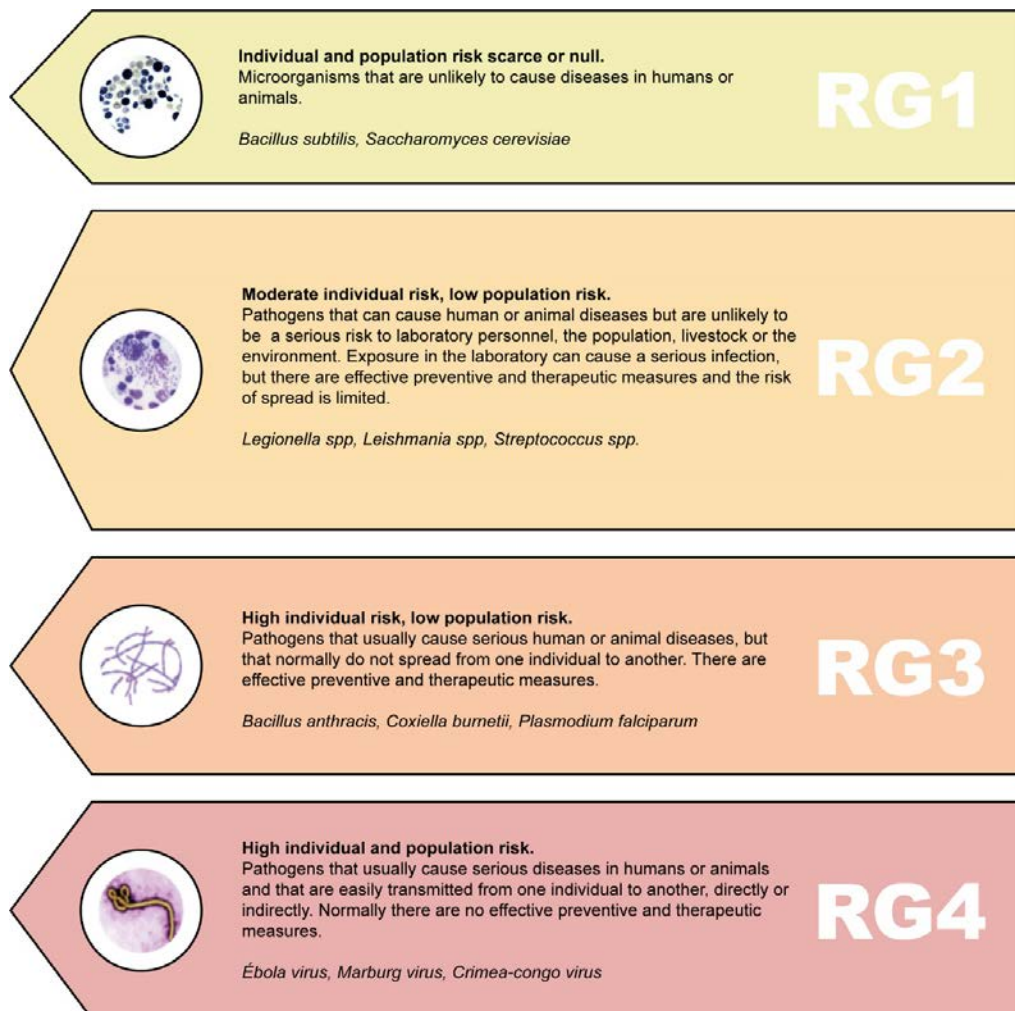 Individual and population risk scarce or null.
Microorganisms that are unlikely to cause diseases in humans or
animals.
Bacillus subtilis, Saccharomyces cerevisiae
RG1
Moderate individual risk, low population risk.
Pathogens that can cause human or animal diseases but are unlikely to
be a serious risk to laboratory personnel, the population, livestock or the
environment. Exposure in the laboratory can cause a serious infection,
but there are effective preventive and therapeutic measures and the risk
of spread is limited.
Legionella spp, Leishmania spp, Streptococcus spp.
RG2
High individual risk, low population risk.
Pathogens that usually cause serious human or animal diseases, but
that normally do not spread from one individual to another. There are
effective preventive and therapeutic measures.
Bacillus anthracis, Coxiella burnetii, Plasmodium falciparum
RG3
High individual and population risk.
Pathogens that usually cause serious diseases in humans or animals
and that are easily transmitted from one individual to another, directly or
indirectly. Normally there are no effective preventive and therapeutic
measures.
Ébola virus, Marburg virus, Crimea-congo virus
RG4